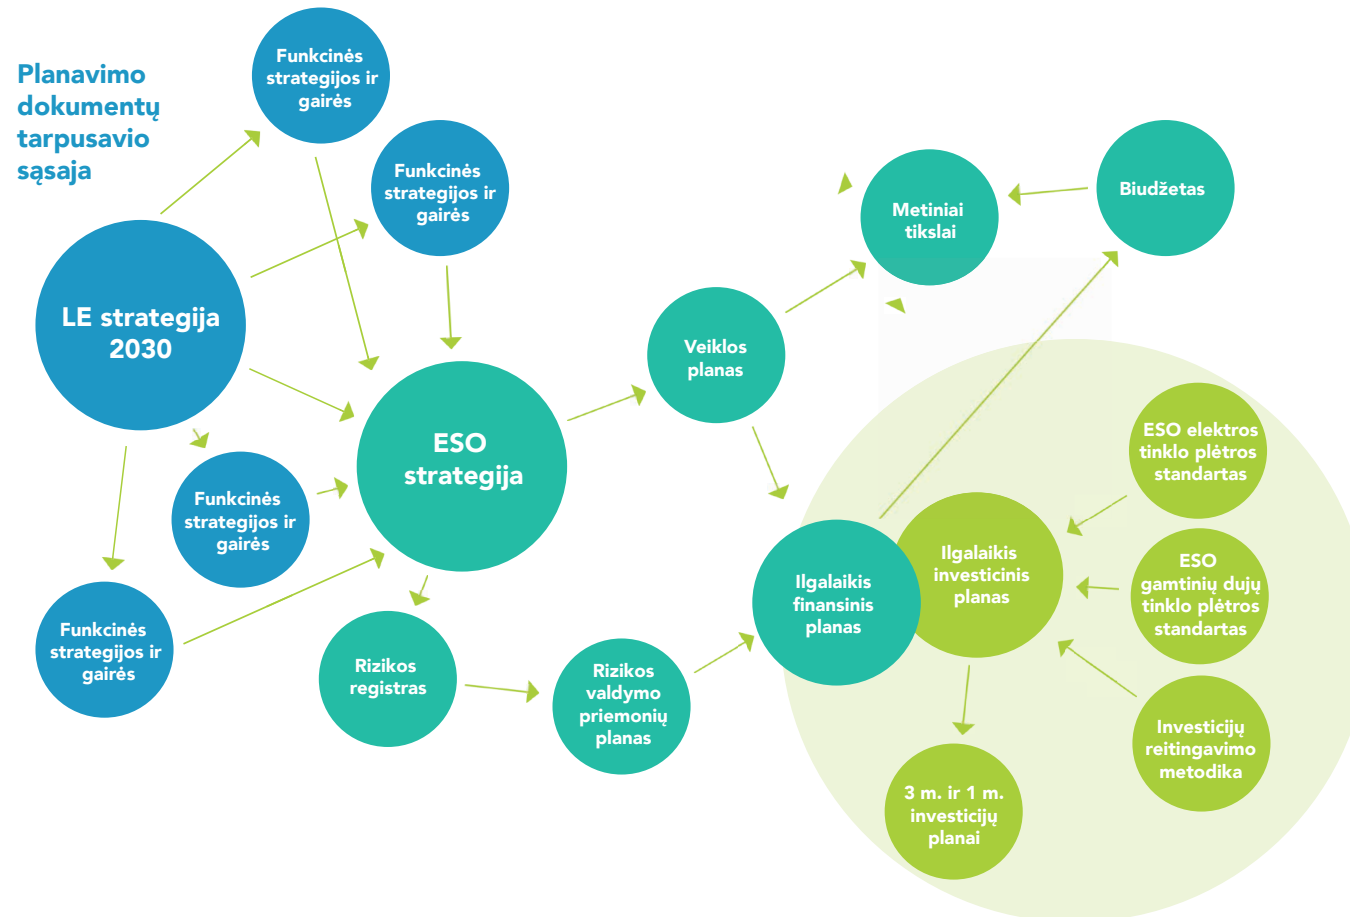 Planavimo
dokumentų
tarpusavio
sąsaja
Funkcinės
strategijos ir
gairės
Funkcinės
strategijos ir
gairės
LE strategija
2030
Funkcinės
strategijos ir
gairės
Funkcinės
strategijos ir
gairės
ESO
strategija
Rizikos
registras
Rizikos
valdymo
priemonių
planas
Veiklos
planas
Metiniai
tikslai
Biudžetas
Ilgalaikis
finansinis
planas
Ilgalaikis
investicinis
planas
ESO elektros
tinklo plėtros
standartas
ESO
gamtinių dujų
tinklo plėtros
standartas
Investicijų
reitingavimo
metodika
3 m. ir 1 m.
investicijų
planai